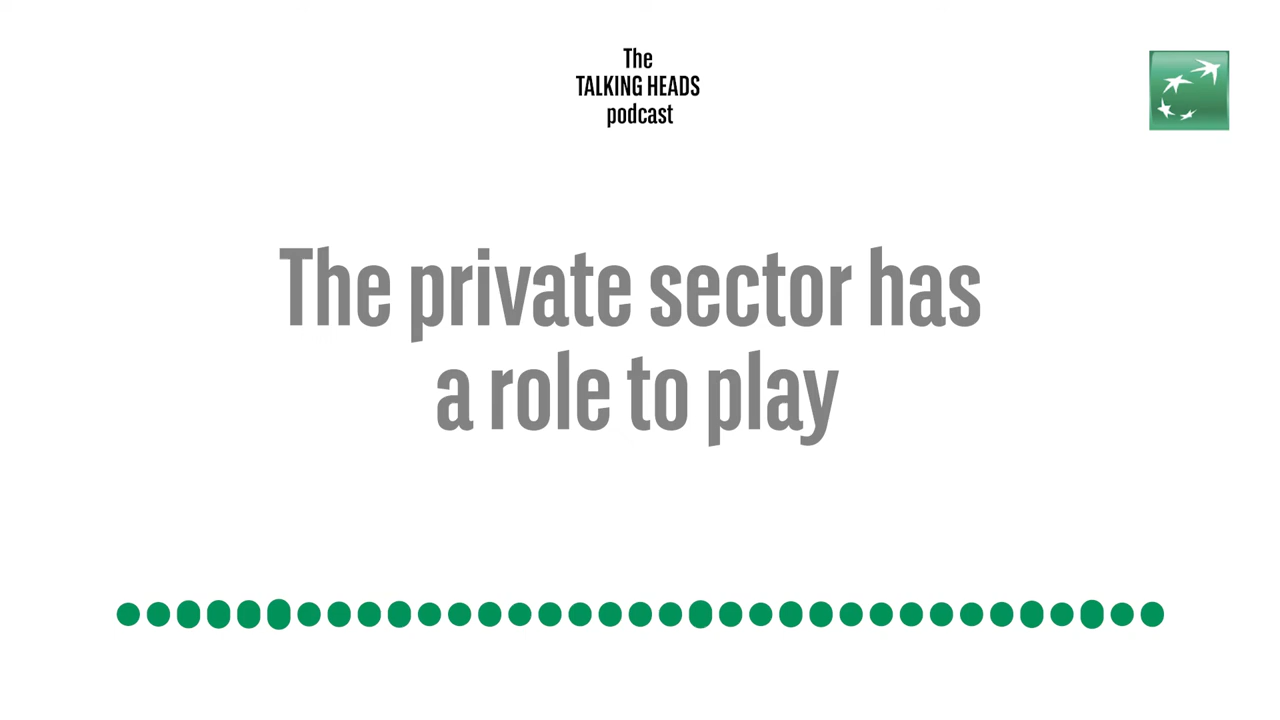 The
TALKING HEADS
podcast
The private sector has
a role to play